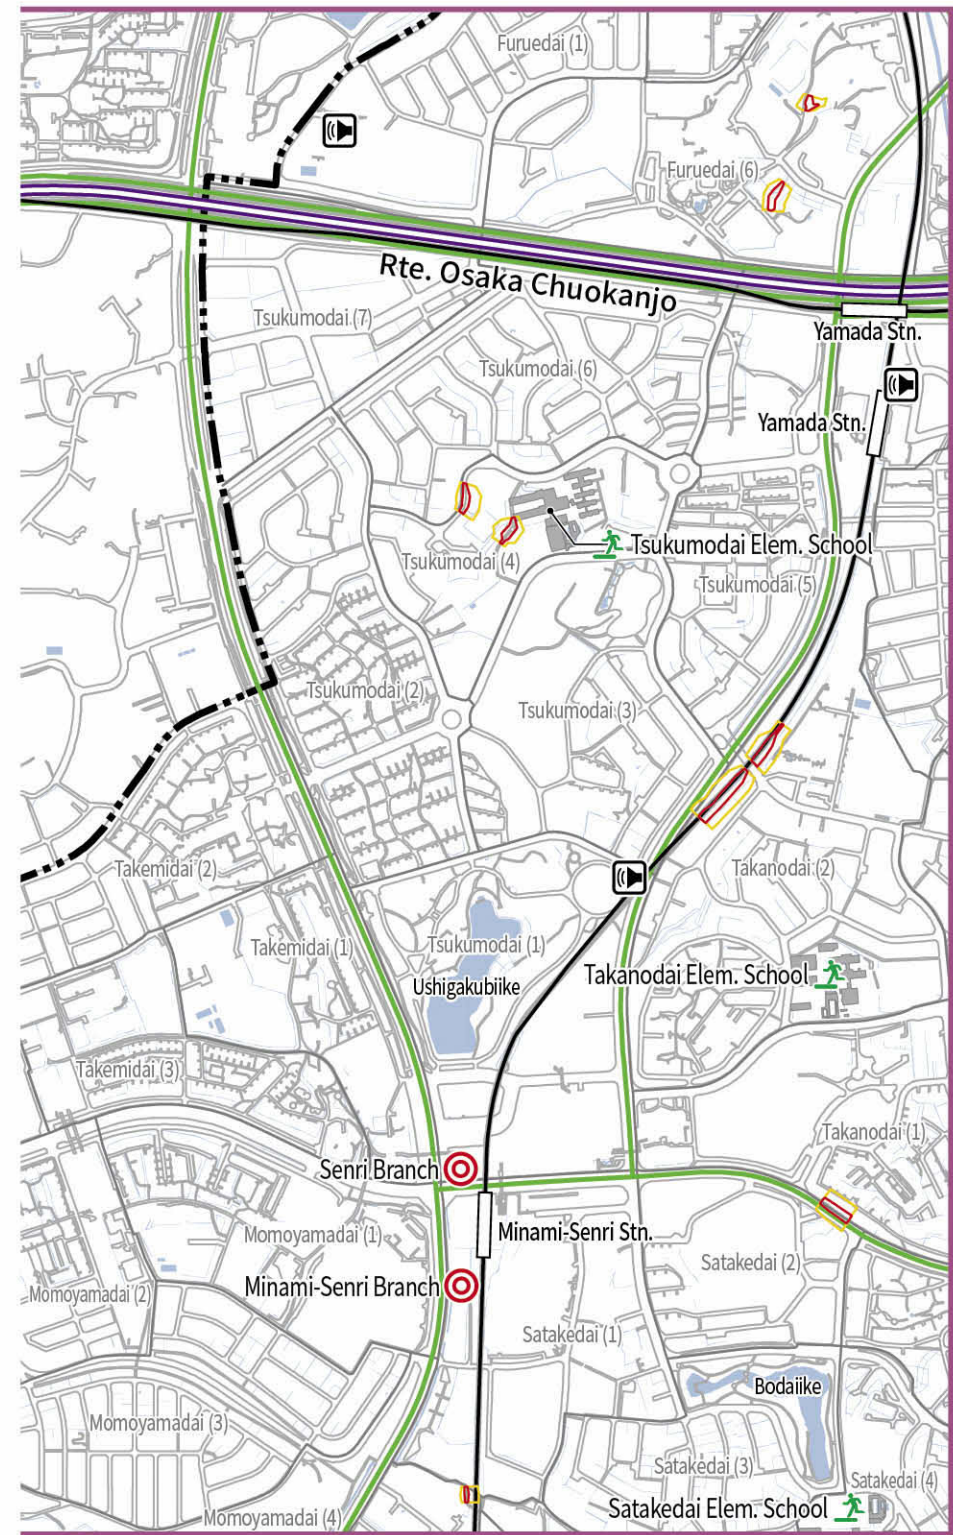 Furuedai (1)
Furuedai (6)
Rte. Osaka Chuokanjo
Tsukumodai (7)
Yamada Stn.
Tsukumodai (6)
Yamada Stn.
Tsukumodai Elem. School
Tsukumodai (4)
Tsukumodai (5)
Tsukumodai (2)
Tsukumodai (3)
Takemidai (2)
Takanodai (2)
Takemidai (1)
Tsukumodai (1)
Takanodai Elem. School
Ushigakubiike
Takemidai (3)
Takanodai (1)
Senri Branch
Momoyamadai (1)
Minami-Senri Stn.
Satakedai (2)
Minami-Senri Branch
Momoyamadai (2)
Satakedai (1)
Bodaiike
Momoyamadai (3)
Satakedai (3)
Satakedai (4)
Satakedai Elem. School
Momoyamadai (4)